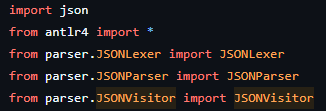 import json
from antlr4 import *
from parser.JSONLexer import JSONLexer
from parser.JSONParser import JSONParser
from parser.JSONVisitor import JSONVisitor